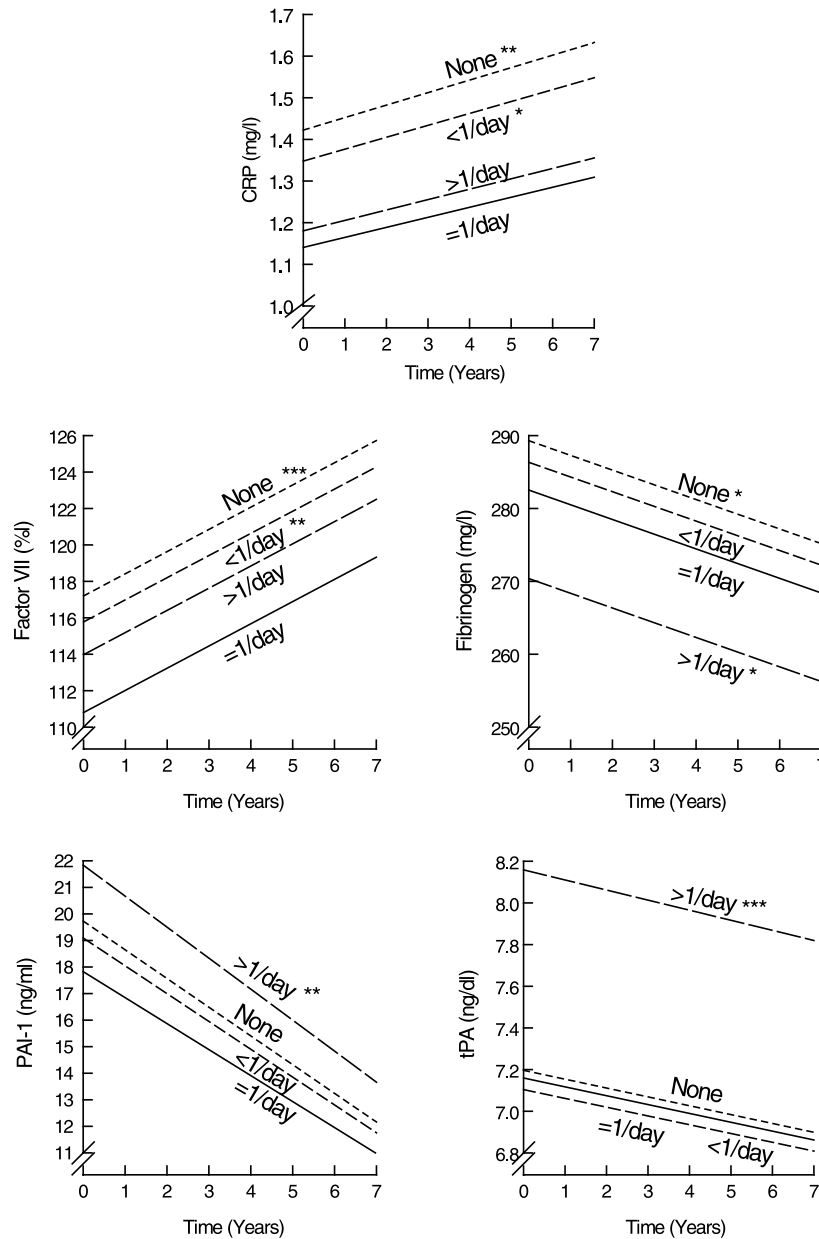 CRP (mg/l)
1.7
1.6
1.5
1.4
1.3
1.2
1.1
1.0
None **
<1/day *
>1/day
=1/day
0 1 2 3 4 5 6 7
Time (Years)
Factor VII (%l)
126
124
122
120
118
116
114
112
110
None ***
<1/day **
>1/day
=1/day
0 1 2 3 4 5 6 7
Time (Years)
Fibrinogen (mg/l)
290
280
270
260
250
None *
<1/day
=1/day
>1/day *
0 1 2 3 4 5 6 7
Time (Years)
PAI-1 (ng/ml)
22
21
20
19
18
17
16
15
14
13
12
11
>1/day **
None
<1/day
=1/day
0 1 2 3 4 5 6 7
Time (Years)
tPA (ng/dl)
8.2
8.0
7.8
7.6
7.4
7.2
7.0
6.8
>1/day ***
None
=1/day
<1/day
0 1 2 3 4 5 6 7
Time (Years)